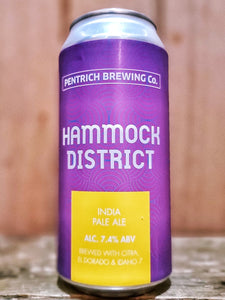 PENTRICH BREWING Co.
HAMMOCK
DISTRICT
INDIA
PALE ALE
ALC. 7.4% ABV
BREWED WITH CITRA,
EL DORADO & IDAHO 7